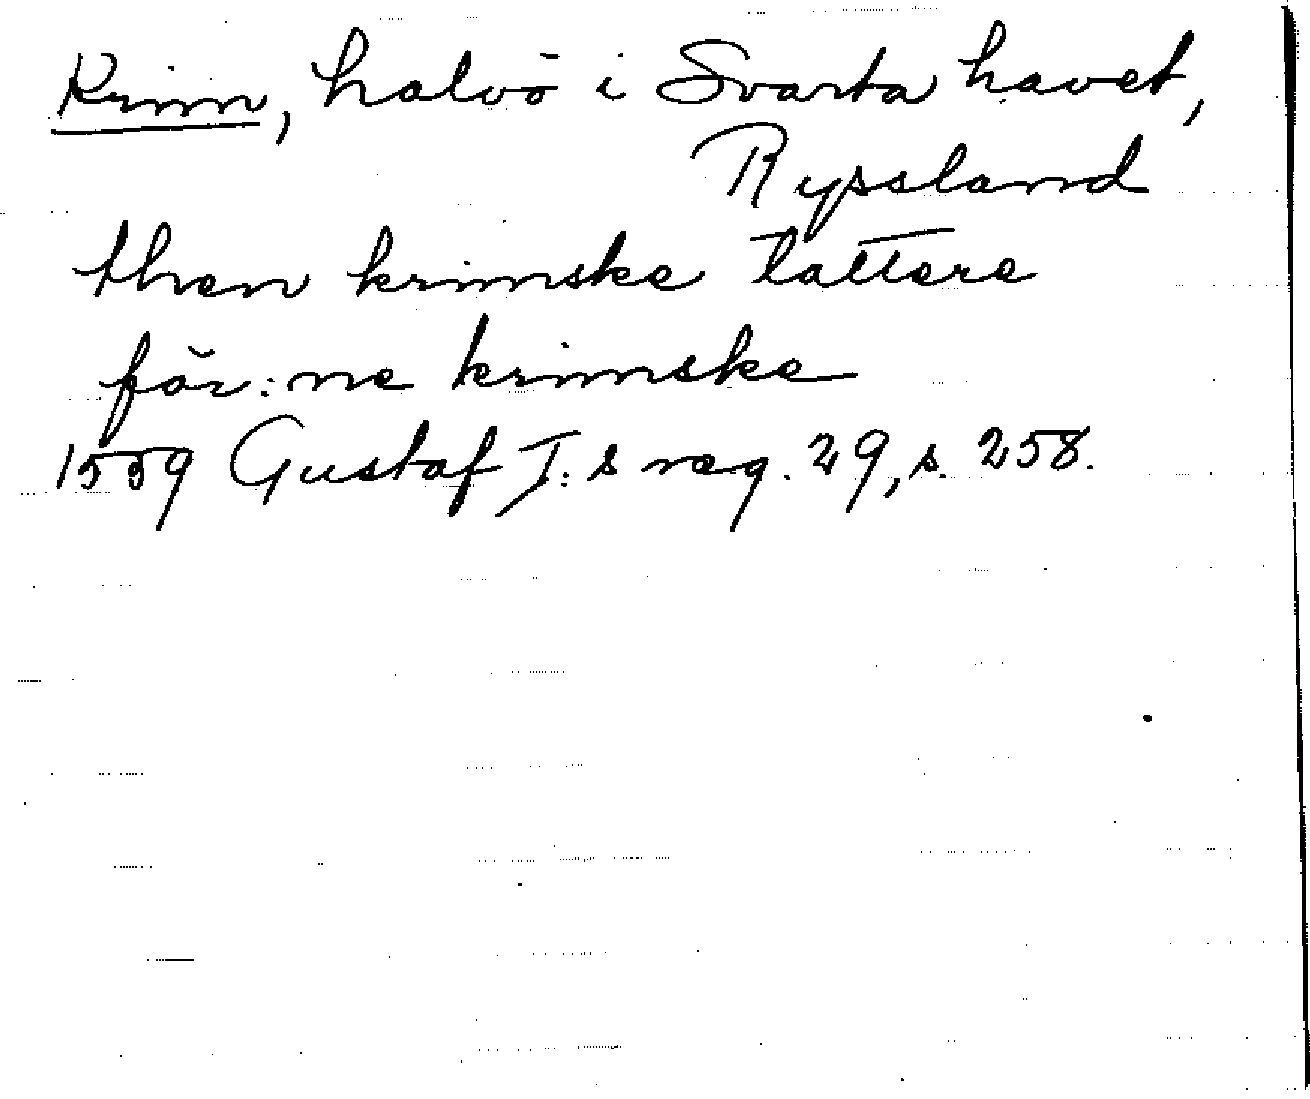 Krim, halvö i Svarta havet,
Ryssland
then krimske tattere
för:ne krimske
1559 Gustaf I:s reg. 29, s. 258.